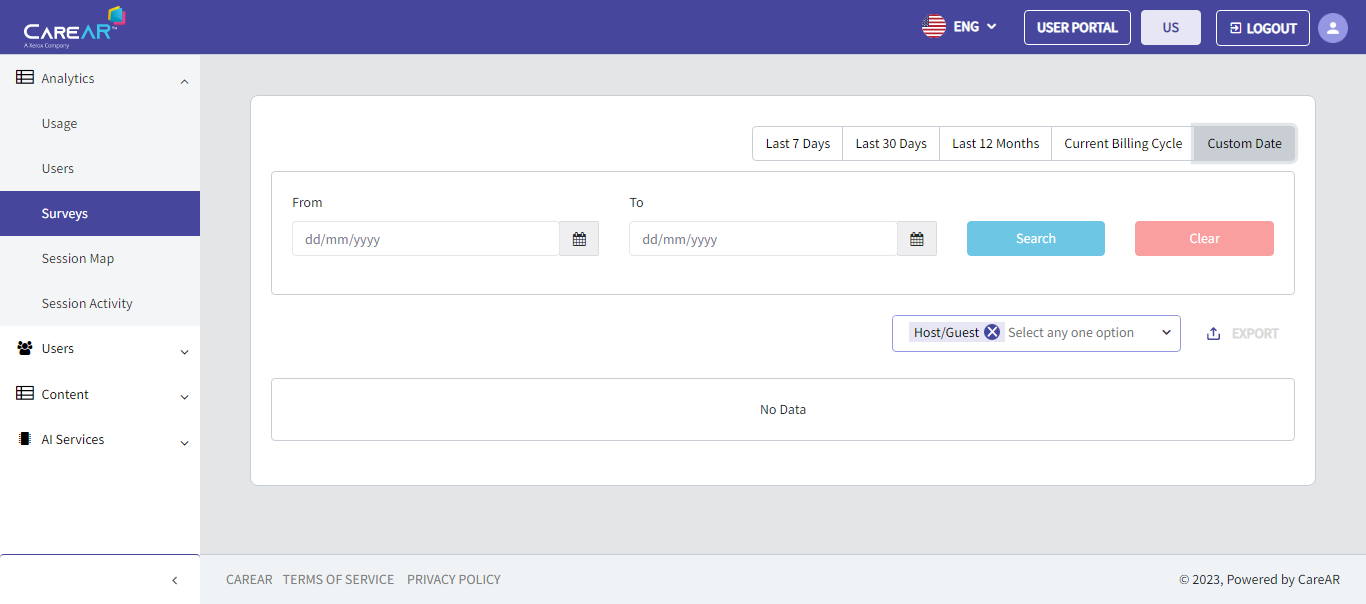 CAREAR™
A Xerox Company
ENG
USER PORTAL
US
LOGOUT
Analytics
Usage
Users
Surveys
Session Map
Session Activity
Users
Content
AI Services
Last 7 Days
Last 30 Days
Last 12 Months
Current Billing Cycle
Custom Date
From
To
dd/mm/yyyy
dd/mm/yyyy
Search
Clear
Host/Guest
Select any one option
EXPORT
No Data
CAREAR
TERMS OF SERVICE
PRIVACY POLICY
© 2023, Powered by CareAR